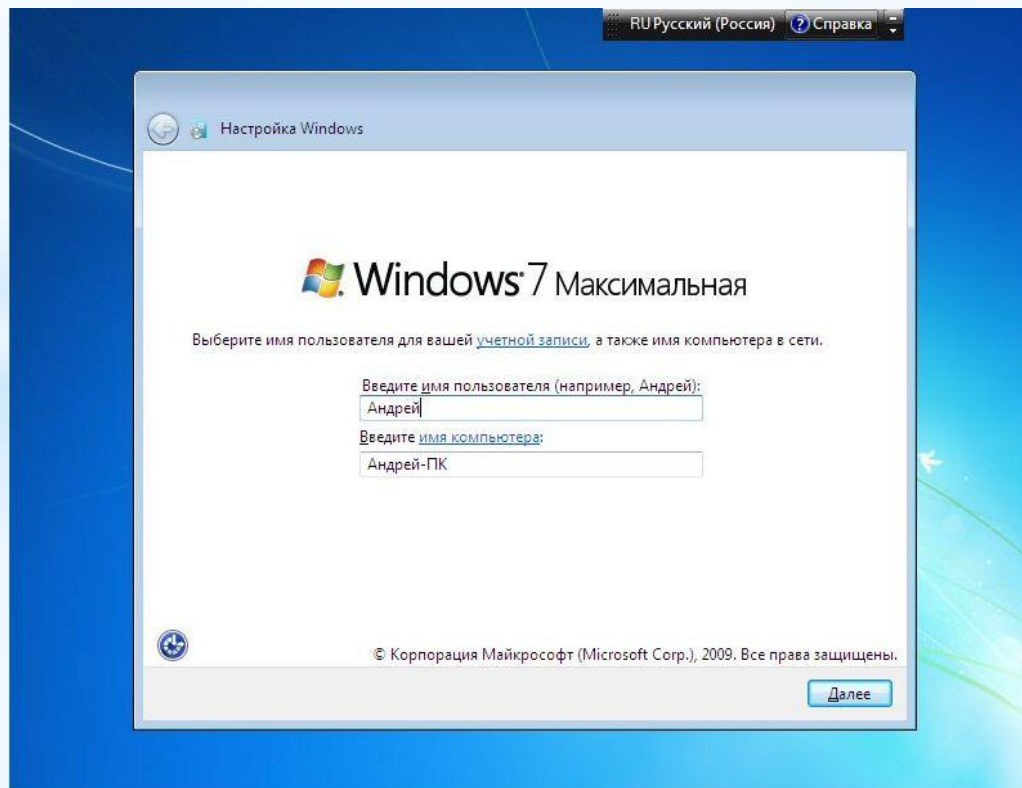 RU Русский (Россия) Справка
Настройка Windows
Windows 7 Максимальная
Выберите имя пользователя для вашей учетной записи, а также имя компьютера в сети.
Введите имя пользователя (например, Андрей):
Андрей
Введите имя компьютера:
Андрей-ПК
© Корпорация Майкрософт (Microsoft Corp.), 2009. Все права защищены.
Далее